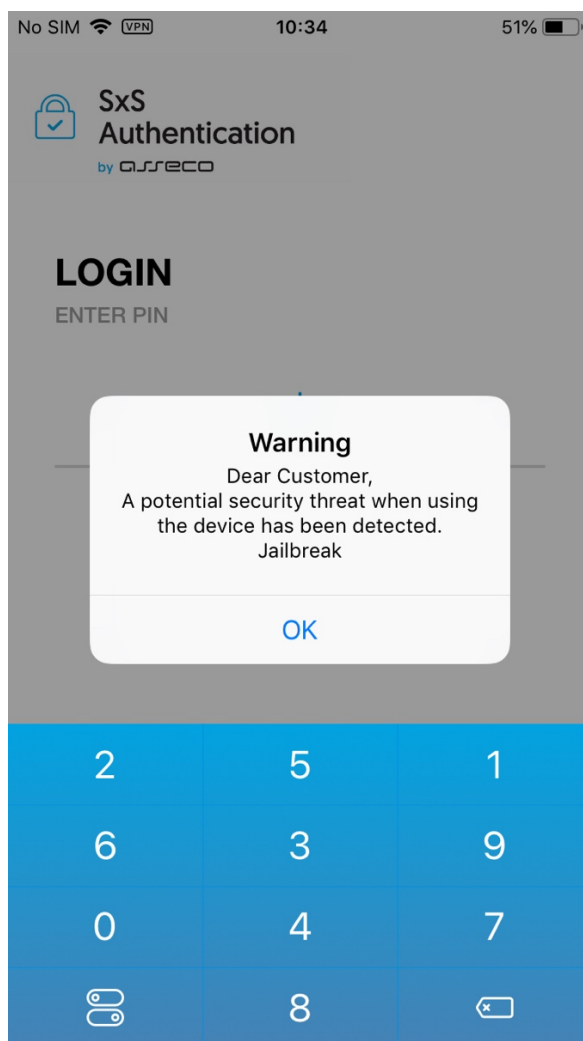 No SIM VPN 10:34 51%
SxS
Authentication
by asseco
LOGIN
ENTER PIN
Warning
Dear Customer,
A potential security threat when using
the device has been detected.
Jailbreak
OK
2 5 1
6 3 9
0 4 7
8